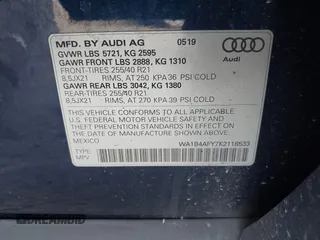 MFD. BY AUDI AG 0519
GVWR LBS 5721, KG 2595
GAWR FRONT LBS 2888, KG 1310
FRONT-TIRES 255/40 R21
8,5JX21 RIMS, AT 250 KPA 36 PSI COLD
GAWR REAR LBS 3042, KG 1380
REAR-TIRES 255/40 R21
8,5JX21 RIMS, AT 270 KPA 39 PSI COLD
THIS VEHICLE CONFORMS TO ALL APPLICABLE
U.S. FEDERAL MOTOR VEHICLE SAFETY AND
THEFT PREVENTION STANDARDS IN EFFECT ON THE
DATE OF MANUFACTURE SHOWN ABOVE.
MEXICO
TYPE: WA1B4AFY7K2118533
MPV
DREAMBID